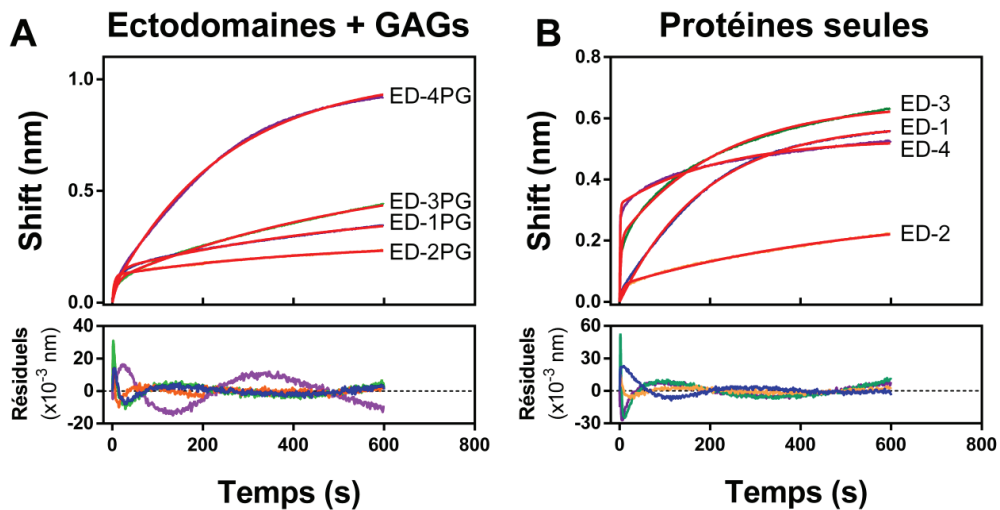 A
Ectodomaines + GAGs
Shift (nm)
1.0
0.5
0.0
ED-4PG
ED-3PG
ED-1PG
ED-2PG
Résiduels
(x10⁻³ nm)
40
20
0
-20
0
200
400
600
800
Temps (s)
B
Protéines seules
Shift (nm)
0.8
0.6
0.4
0.2
0.0
ED-3
ED-1
ED-4
ED-2
Résiduels
(x10⁻³ nm)
60
30
0
-30
0
200
400
600
800
Temps (s)